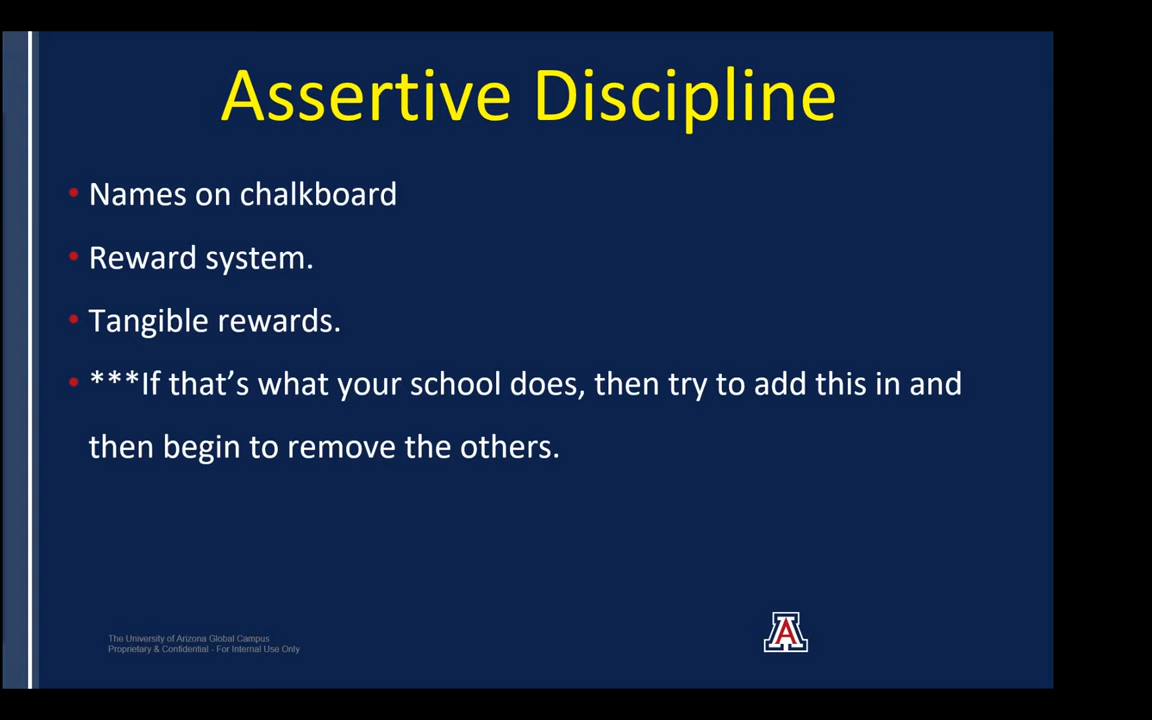 Assertive Discipline
• Names on chalkboard
• Reward system.
• Tangible rewards.
• ***If that’s what your school does, then try to add this in and
then begin to remove the others.
The University of Arizona Global Campus
Proprietary & Confidential - For Internal Use Only
A